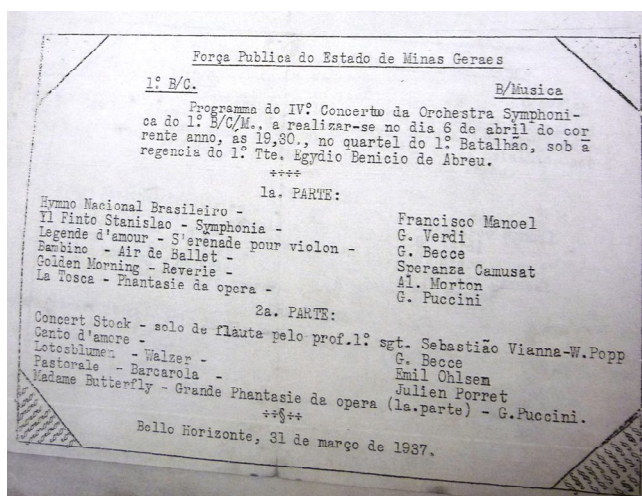 Força Publica do Estado de Minas Geraes
1º B/C. B/Musica
Programma do IVº Concerto da Orchestra Symphoni-
ca do 1º B/C/M., a realizar-se no dia 6 de abril do cor
rente anno, as 19,30., no quartel do 1º Batalhão, sob a
regencia do 1º Tte. Egydio Benicio de Abreu.
÷÷÷÷
1a. PARTE:
Hymno Nacional Brasileiro - Francisco Manoel
Il Finto Stanislao - Symphonia - G. Verdi
Legende d'amour - S'erenade pour violon - G. Becce
Bambino - Air de Ballet - Speranza Camusat
Golden Morning - Reverie - Al. Morton
La Tosca - Phantasie da opera - G. Puccini
2a. PARTE:
Concert Stock - solo de flauta pelo prof.1º sgt. Sebastião Vianna-W.Popp
Canto d'amore - G. Becce
Lotosblumen - Walzer - Emil Ohlsem
Pastorale - Barcarola - Julien Porret
Madame Butterfly - Grande Phantasie da opera (1a.parte) - G.Puccini.
÷÷§÷÷
Bello Horizonte, 31 de março de 1937.